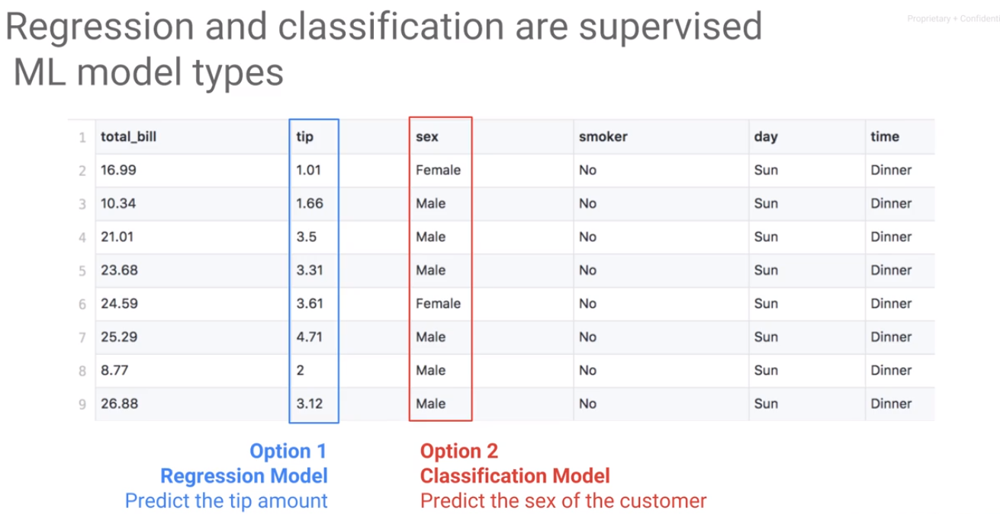 Proprietary + Confidenti
Regression and classification are supervised
ML model types
1 total_bill tip sex smoker day time
2 16.99 1.01 Female No Sun Dinner
3 10.34 1.66 Male No Sun Dinner
4 21.01 3.5 Male No Sun Dinner
5 23.68 3.31 Male No Sun Dinner
6 24.59 3.61 Female No Sun Dinner
7 25.29 4.71 Male No Sun Dinner
8 8.77 2 Male No Sun Dinner
9 26.88 3.12 Male No Sun Dinner
Option 1
Regression Model
Predict the tip amount
Option 2
Classification Model
Predict the sex of the customer